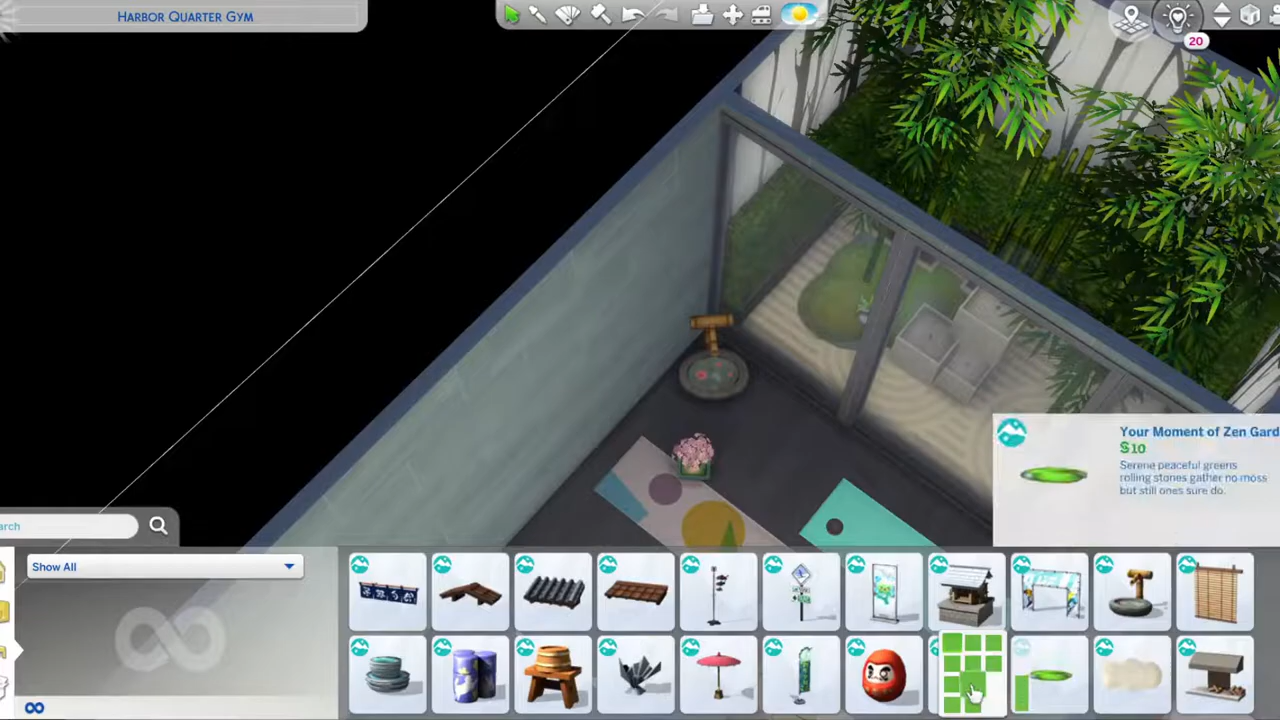 HARBOR QUARTER GYM
20
Your Moment of Zen Gard
§10
Serene peaceful greens
rolling stones gather no moss
but still ones sure do.
arch
Show All